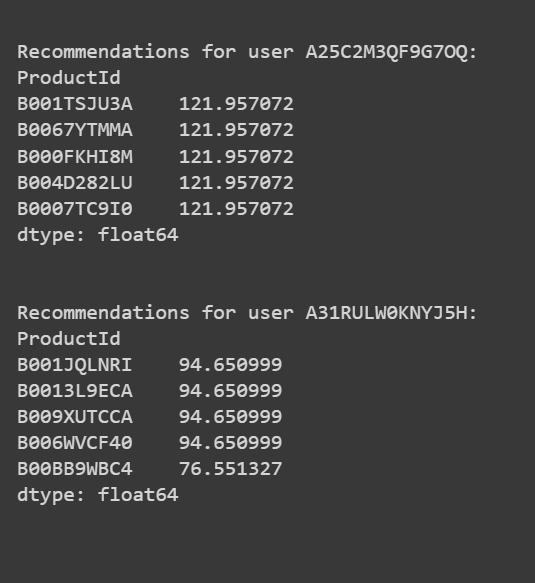 Recommendations for user A25C2M3QF9G7OQ:
ProductId
B001TSJU3A    121.957072
B0067YTMMA    121.957072
B000FKHI8M    121.957072
B004D282LU    121.957072
B0007TC9I0    121.957072
dtype: float64
Recommendations for user A31RULW0KNYJ5H:
ProductId
B001JQLNRI    94.650999
B0013L9ECA    94.650999
B009XUTCCA    94.650999
B006WVCF40    94.650999
B00BB9WBC4    76.551327
dtype: float64